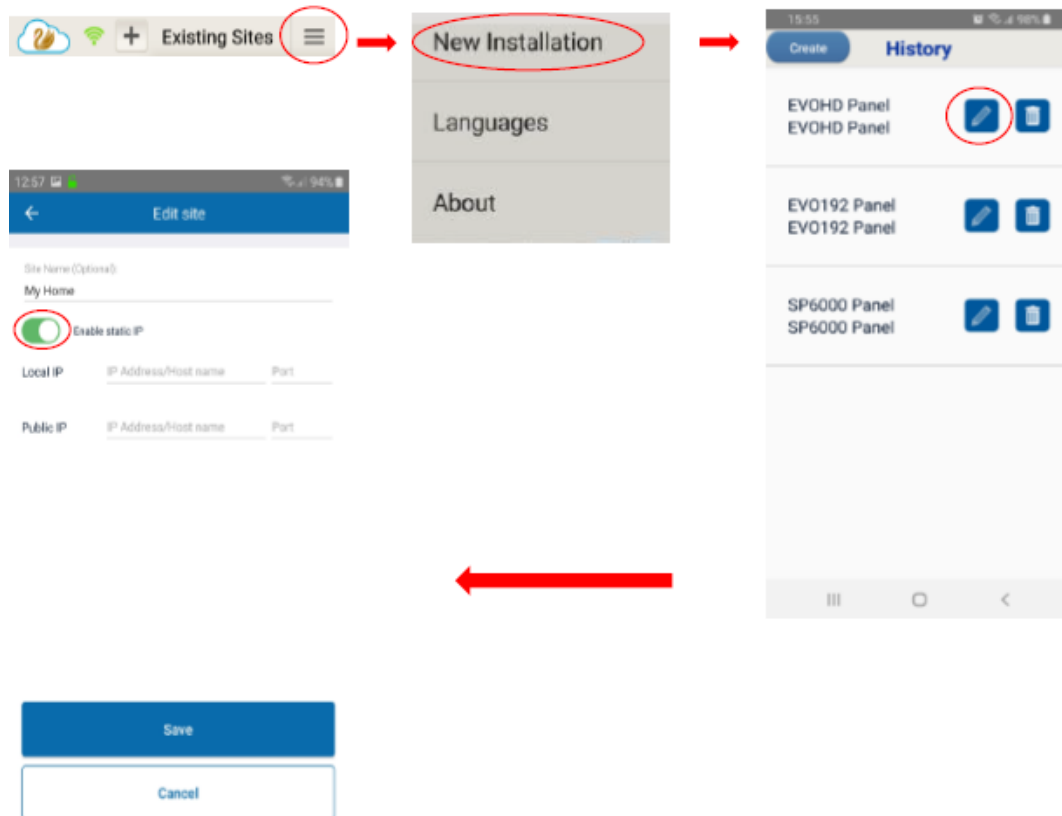 Existing Sites
New Installation
Languages
About
15:55
98%
Create
History
EVOHD Panel
EVOHD Panel
EVO192 Panel
EVO192 Panel
SP6000 Panel
SP6000 Panel
12:57
94%
Edit site
Site Name (Optional):
My Home
Enable static IP
Local IP IP Address/Host name Port
Public IP IP Address/Host name Port
Save
Cancel